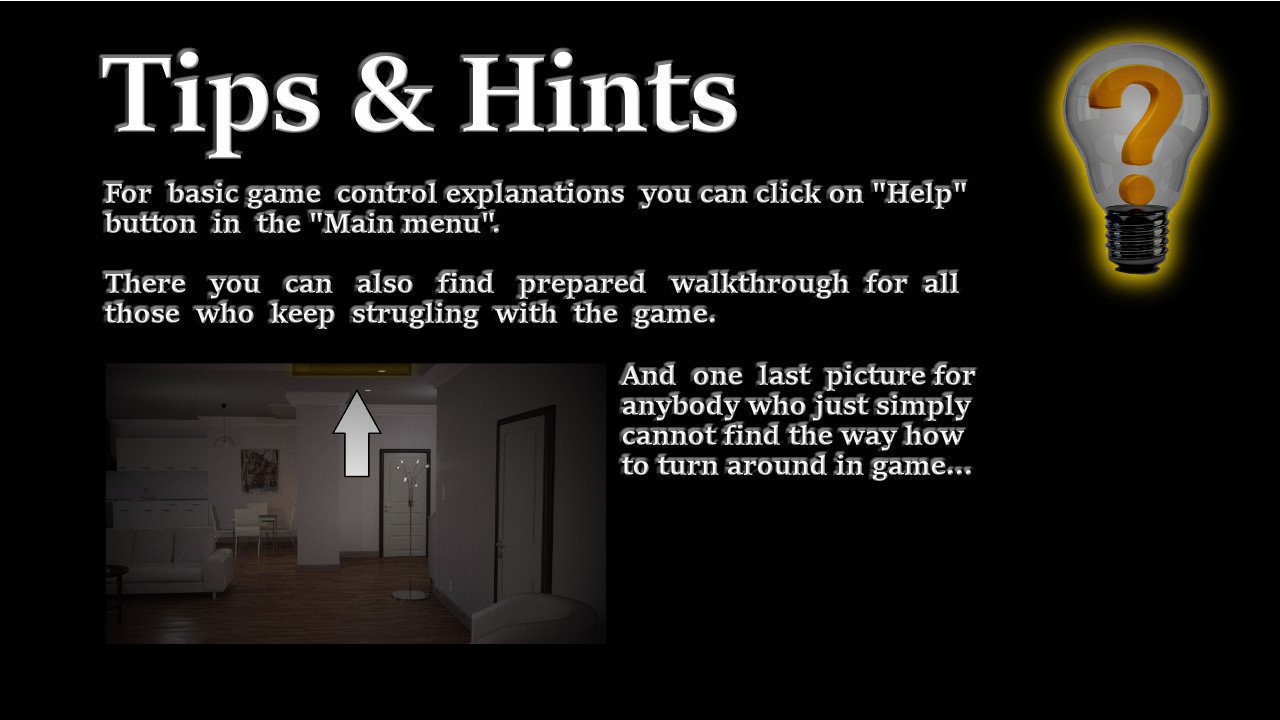 Tips & Hints
For basic game control explanations you can click on "Help"
button in the "Main menu".
There you can also find prepared walkthrough for all
those who keep strugling with the game.
And one last picture for
anybody who just simply
cannot find the way how
to turn around in game...
?